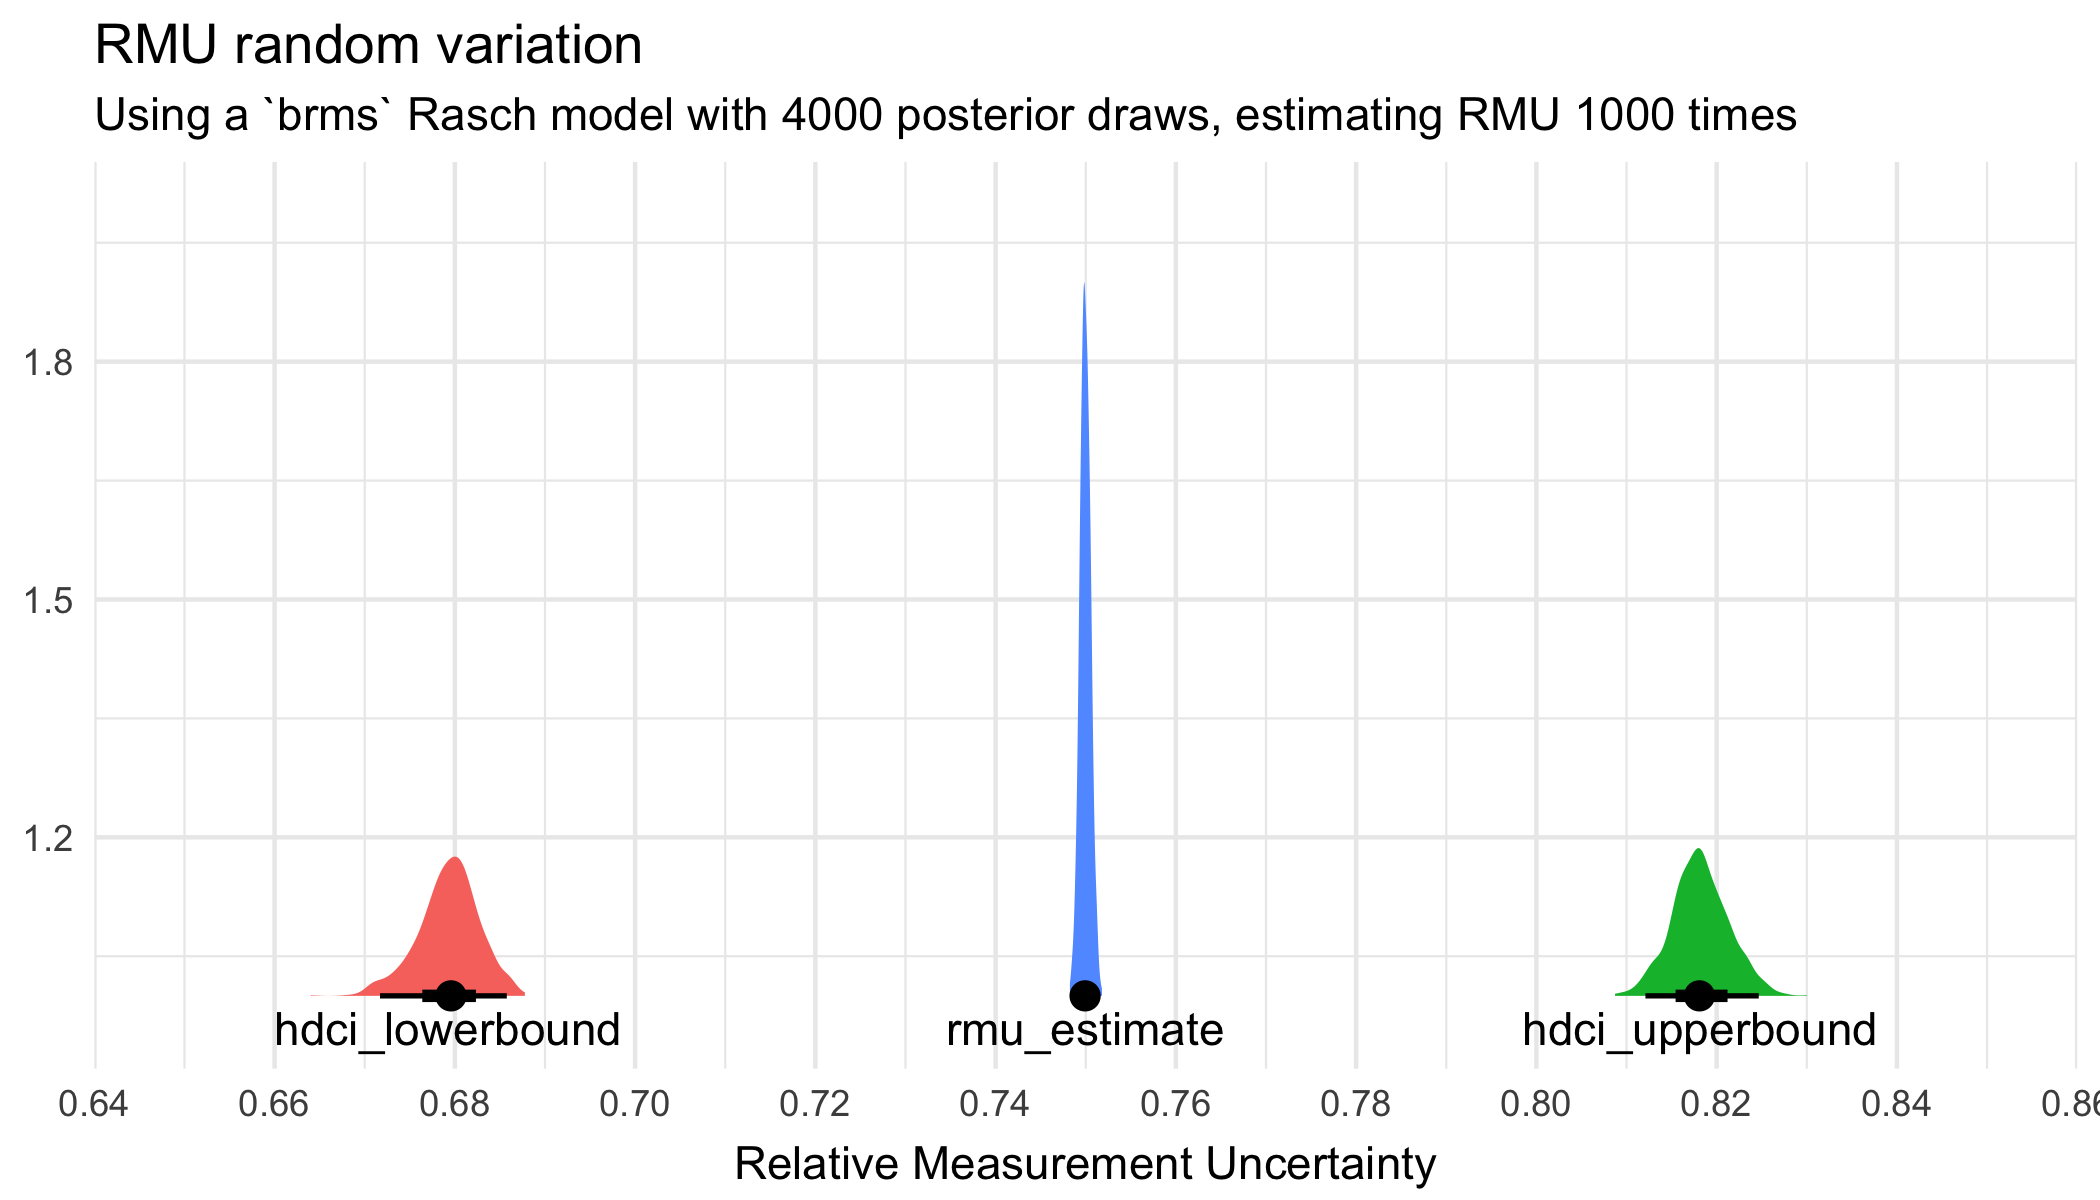 RMU random variation
Using a `brms` Rasch model with 4000 posterior draws, estimating RMU 1000 times
1.8
1.5
1.2
hdci_lowerbound rmu_estimate hdci_upperbound
0.64 0.66 0.68 0.70 0.72 0.74 0.76 0.78 0.80 0.82 0.84 0.86
Relative Measurement Uncertainty